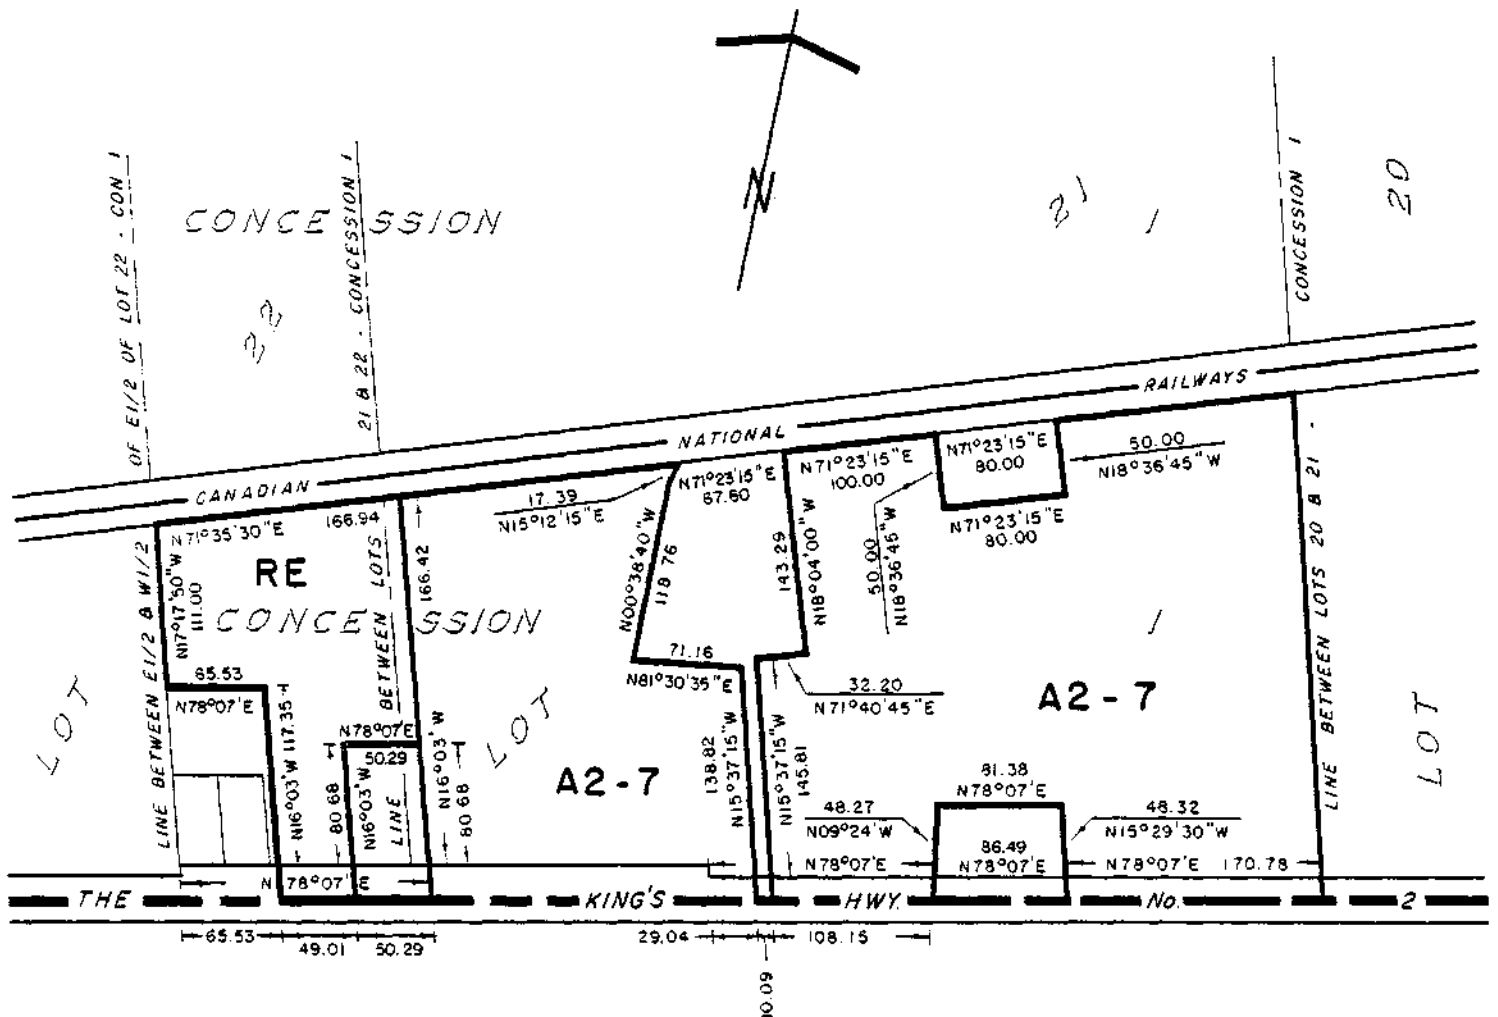 OF E1/2 OF LOT 22 - CON 1
21 & 22 - CONCESSION 1
CONCESSION
22
N
21
1
CONCESSION 1
20
CANADIAN
NATIONAL
RAILWAYS
N71°35'30"E
166.94
17.39
N15°12'15"E
N71°23'15"E
67.60
N71°23'15"E
100.00
N71°23'15"E
80.00
50.00
N18°36'45"W
N71°23'15"E
80.00
50.00
N18°36'45"W
RE
N17°47'50"W
111.00
166.42
N00°38'40"W
118.76
143.29
N18°04'00"W
CONCESSION
1
LINE BETWEEN E1/2 & W1/2
LINE BETWEEN LOTS
LINE BETWEEN LOTS 20 & 21 -
65.53
N78°07'E
71.16
N81°30'35"E
32.20
N71°40'45"E
LOT
LOT
LOT
A2-7
A2-7
N16°03'W 117.35
N78°07'E
50.29
80.68
N16°03'W
N16°03'W
80.68
138.82
N15°37'15"W
N15°37'15"W
145.81
81.38
N78°07'E
48.27
N09°24'W
48.32
N15°29'30"W
86.49
N78°07'E
N78°07'E
N78°07'E 170.78
N78°07'E
THE KING'S HWY. No. 2
65.53
49.01
50.29
29.04
108.15